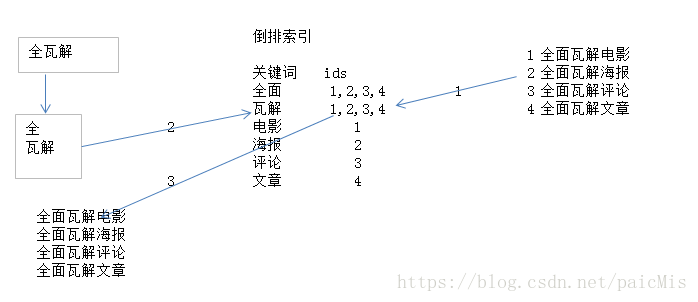 全瓦解
全
瓦解
倒排索引
关键词 ids
全面 1,2,3,4
瓦解 1,2,3,4
电影 1
海报 2
评论 3
文章 4
1
2
3
1 全面瓦解电影
2 全面瓦解海报
3 全面瓦解评论
4 全面瓦解文章
全面瓦解电影
全面瓦解海报
全面瓦解评论
全面瓦解文章
https://blog.csdn.net/paicMis